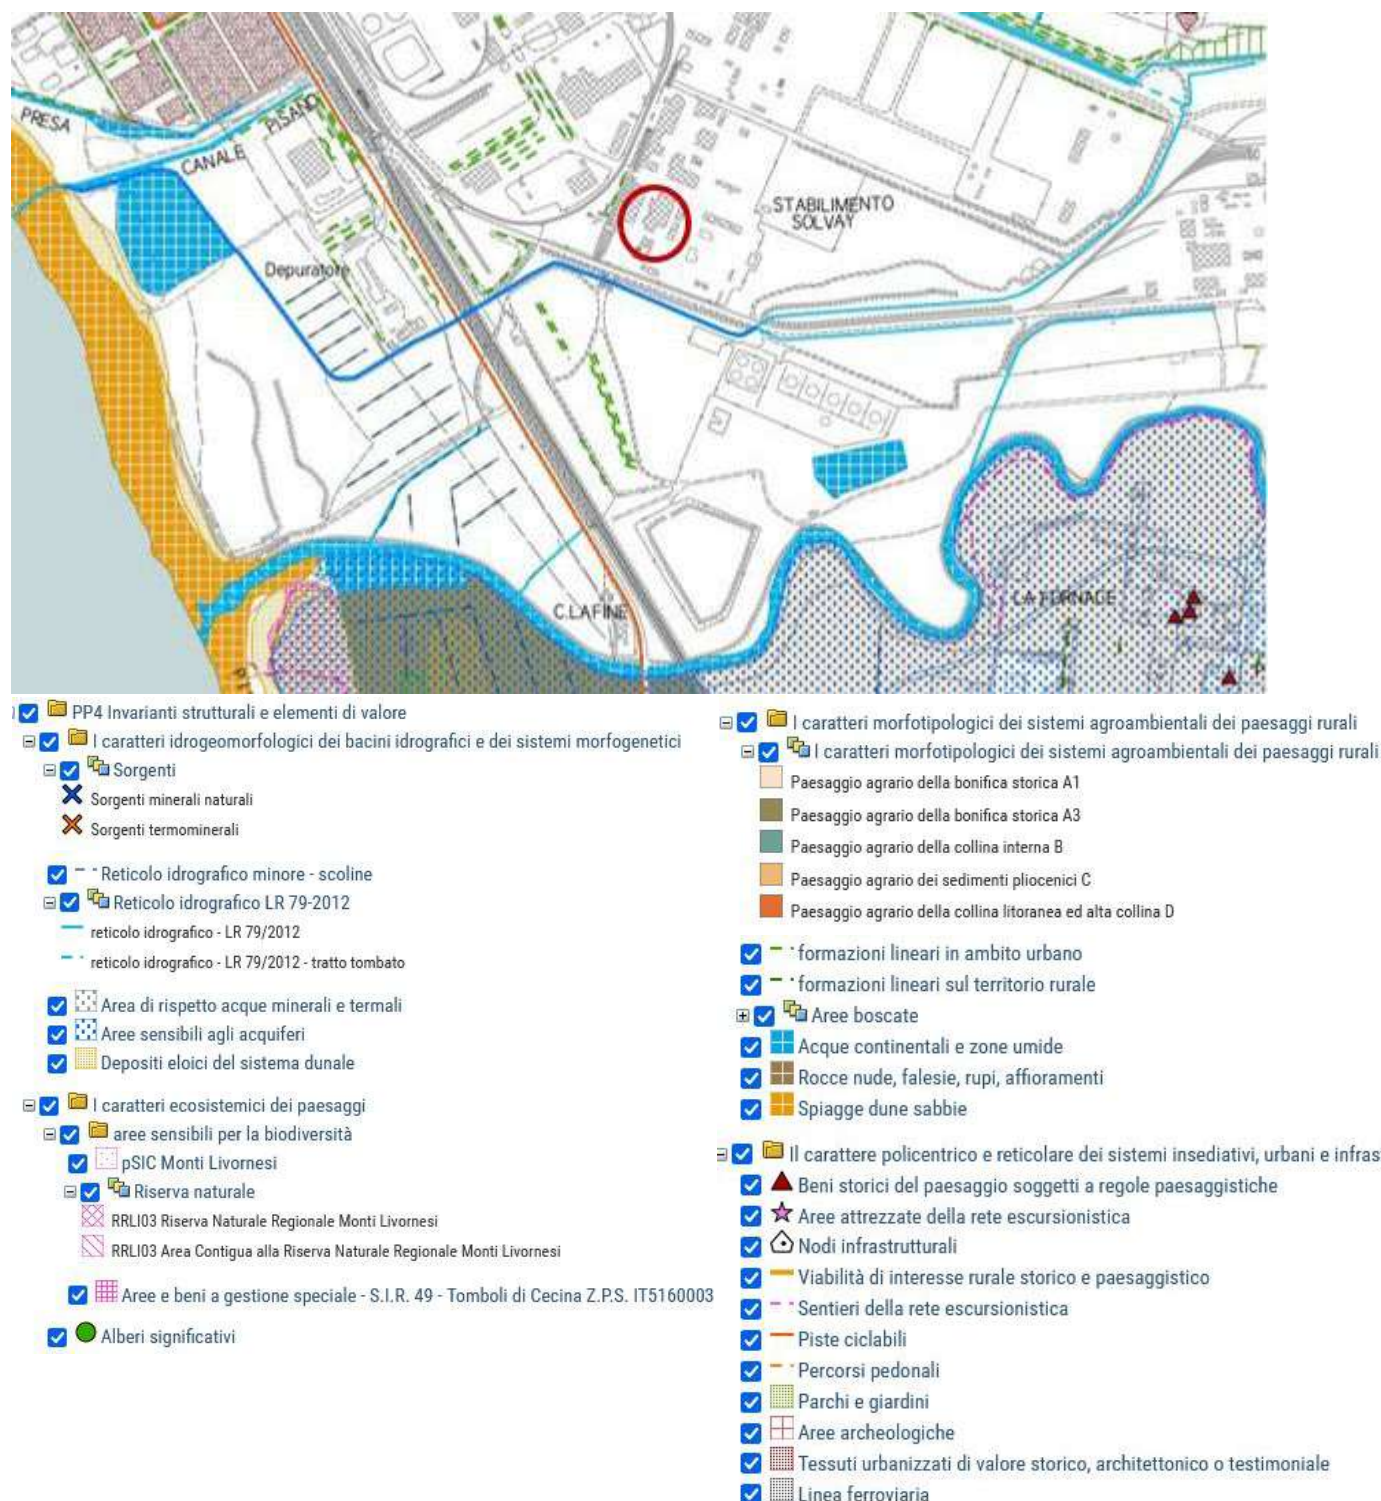 PRESA
CANALE
PISANO
Depuratore
STABILIMENTO
SOLVAY
C.LAFINE
LA FORNACE
PP4 Invarianti strutturali e elementi di valore
I caratteri idrogeomorfologici dei bacini idrografici e dei sistemi morfogenetici
Sorgenti
Sorgenti minerali naturali
Sorgenti termominerali
Reticolo idrografico minore - scoline
Reticolo idrografico LR 79-2012
reticolo idrografico - LR 79/2012
reticolo idrografico - LR 79/2012 - tratto tombato
Area di rispetto acque minerali e termali
Aree sensibili agli acquiferi
Depositi eloici del sistema dunale
I caratteri ecosistemici dei paesaggi
aree sensibili per la biodiversità
pSIC Monti Livornesi
Riserva naturale
RRLI03 Riserva Naturale Regionale Monti Livornesi
RRLI03 Area Contigua alla Riserva Naturale Regionale Monti Livornesi
Aree e beni a gestione speciale - S.I.R. 49 - Tomboli di Cecina Z.P.S. IT5160003
Alberi significativi
I caratteri morfotipologici dei sistemi agroambientali dei paesaggi rurali
I caratteri morfotipologici dei sistemi agroambientali dei paesaggi rurali
Paesaggio agrario della bonifica storica A1
Paesaggio agrario della bonifica storica A3
Paesaggio agrario della collina interna B
Paesaggio agrario dei sedimenti pliocenici C
Paesaggio agrario della collina litoranea ed alta collina D
formazioni lineari in ambito urbano
formazioni lineari sul territorio rurale
Aree boscate
Acque continentali e zone umide
Rocce nude, falesie, rupi, affioramenti
Spiagge dune sabbie
Il carattere policentrico e reticolare dei sistemi insediativi, urbani e infras
Beni storici del paesaggio soggetti a regole paesaggistiche
Aree attrezzate della rete escursionistica
Nodi infrastrutturali
Viabilità di interesse rurale storico e paesaggistico
Sentieri della rete escursionistica
Piste ciclabili
Percorsi pedonali
Parchi e giardini
Aree archeologiche
Tessuti urbanizzati di valore storico, architettonico o testimoniale
Linea ferroviaria